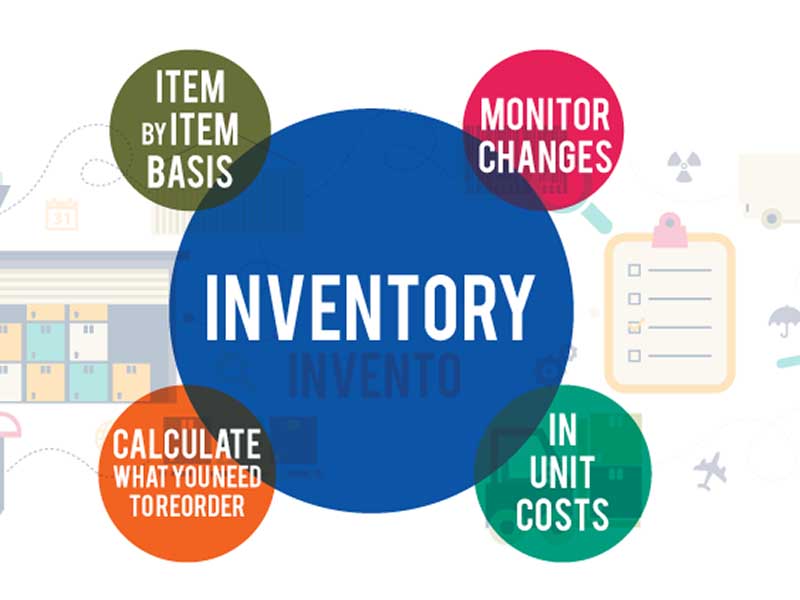 ITEM
BY ITEM
BASIS
MONITOR
CHANGES
31
INVENTORY
INVENTO
CALCULATE
WHAT YOU NEED
TO REORDER
IN
UNIT
COSTS